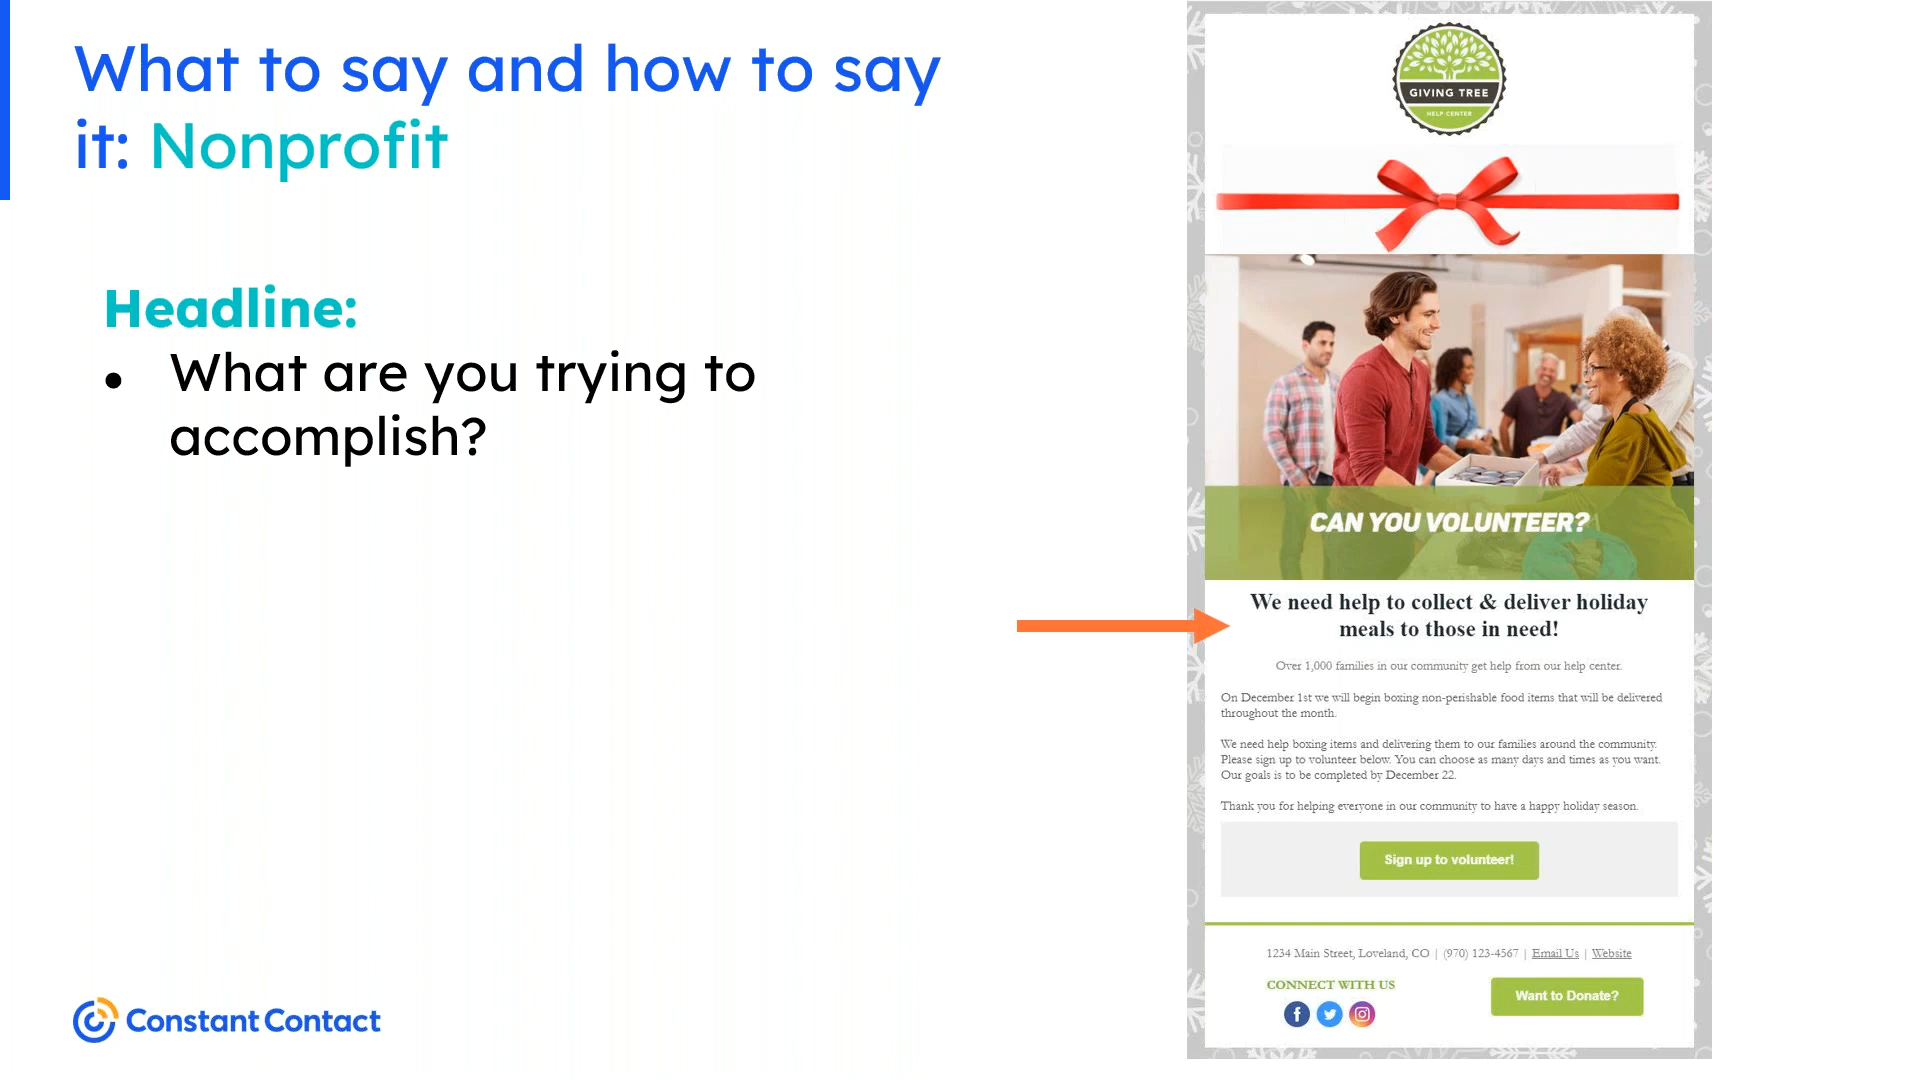 What to say and how to say
it: Nonprofit
Headline:
● What are you trying to
accomplish?
Constant Contact
GIVING TREE
HELP CENTER
CAN YOU VOLUNTEER?
We need help to collect & deliver holiday
meals to those in need!
Over 1,000 families in our community get help from our help center.
On December 1st we will begin boxing non-perishable food items that will be delivered
throughout the month.
We need help boxing items and delivering them to our families around the community.
Please sign up to volunteer below. You can choose as many days and times as you want.
Our goals is to be completed by December 22.
Thank you for helping everyone in our community to have a happy holiday season.
Sign up to volunteer!
1234 Main Street, Loveland, CO | (970) 123-4567 | Email Us | Website
CONNECT WITH US
Want to Donate?